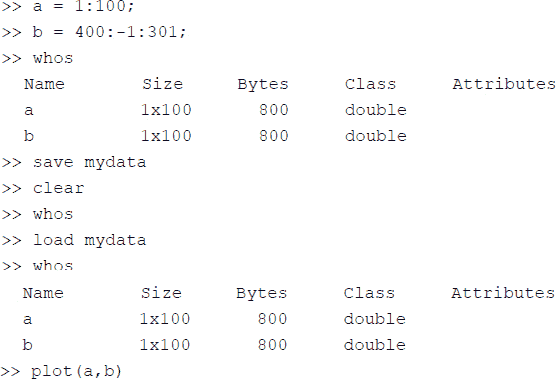 >> a = 1:100;
>> b = 400:-1:301;
>> whos
Name Size Bytes Class Attributes
a 1x100 800 double
b 1x100 800 double
>> save mydata
>> clear
>> whos
>> load mydata
>> whos
Name Size Bytes Class Attributes
a 1x100 800 double
b 1x100 800 double
>> plot(a,b)